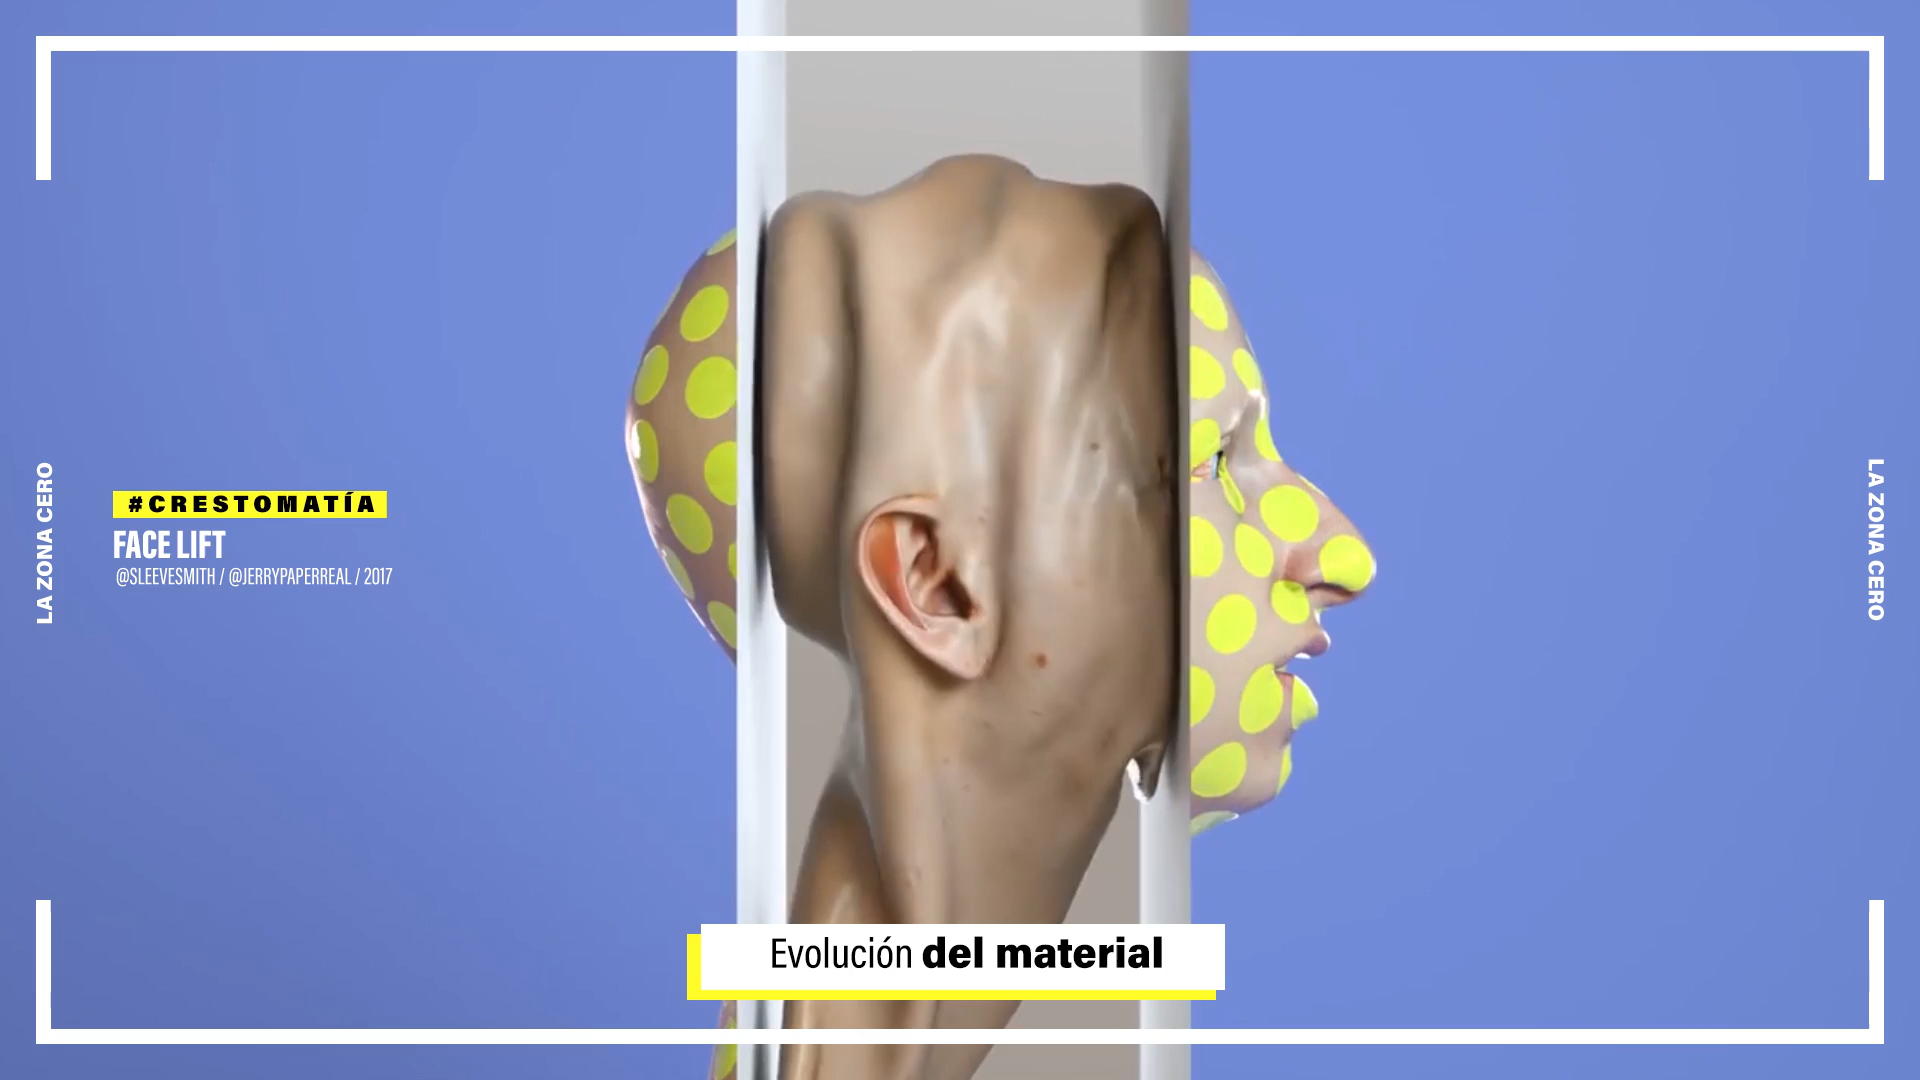 LA ZONA CERO
#CRESTOMATÍA
FACE LIFT
@SLEEVESMITH / @JERRYPAPERREAL / 2017
LA ZONA CERO
Evolución del material